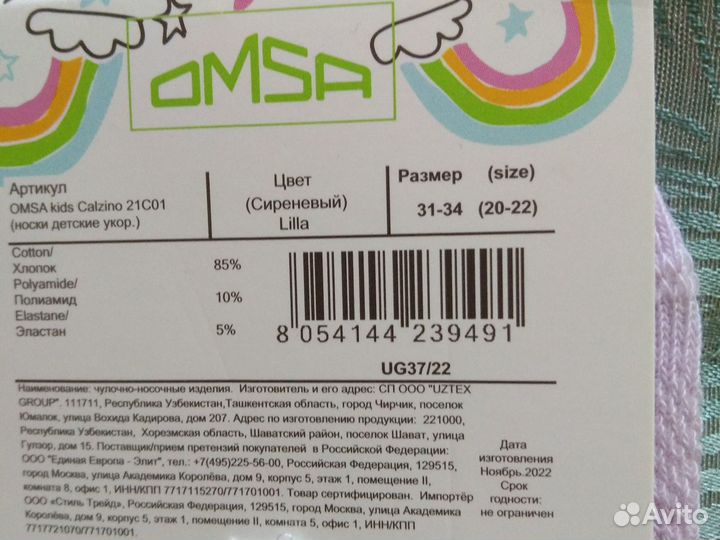 OMSA
Артикул
OMSA kids Calzino 21C01
(носки детские укор.)
Цвет
(Сиреневый)
Lilla
Размер (size)
31-34 (20-22)
Cotton/
Хлопок 85%
Polyamide/
Полиамид 10%
Elastane/
Эластан 5%
8 054144 239491
UG37/22
Наименование: чулочно-носочные изделия. Изготовитель и его адрес: СП ООО "UZTEX
GROUP". 111711, Республика Узбекистан,Ташкентская область, город Чирчик, поселок
Юмалок, улица Вохида Кадирова, дом 207. Адрес по изготовлению продукции: 221000,
Республика Узбекистан, Хорезмская область, Шаватский район, поселок Шават, улица
Гулзор, дом 15. Поставщик/прием претензий покупателей в Российской Федерации:
ООО "Единая Европа - Элит", тел.: +7(495)225-56-00, Российская Федерация, 129515,
город Москва, улица Академика Королёва, дом 9, корпус 5, этаж 1, помещение II,
комната 8, офис 1, ИНН/КПП 7717115270/771701001. Товар сертифицирован. Импортёр
ООО «Стиль Трейд», Российская Федерация, 129515, город Москва, улица Академика
Королёва, дом 9, корпус 5, этаж 1, помещение II, комната 5, офис 1, ИНН/КПП
7717721070/771701001.
Дата
изготовления
Ноябрь.2022
Срок
годности:
не ограничен
Avito